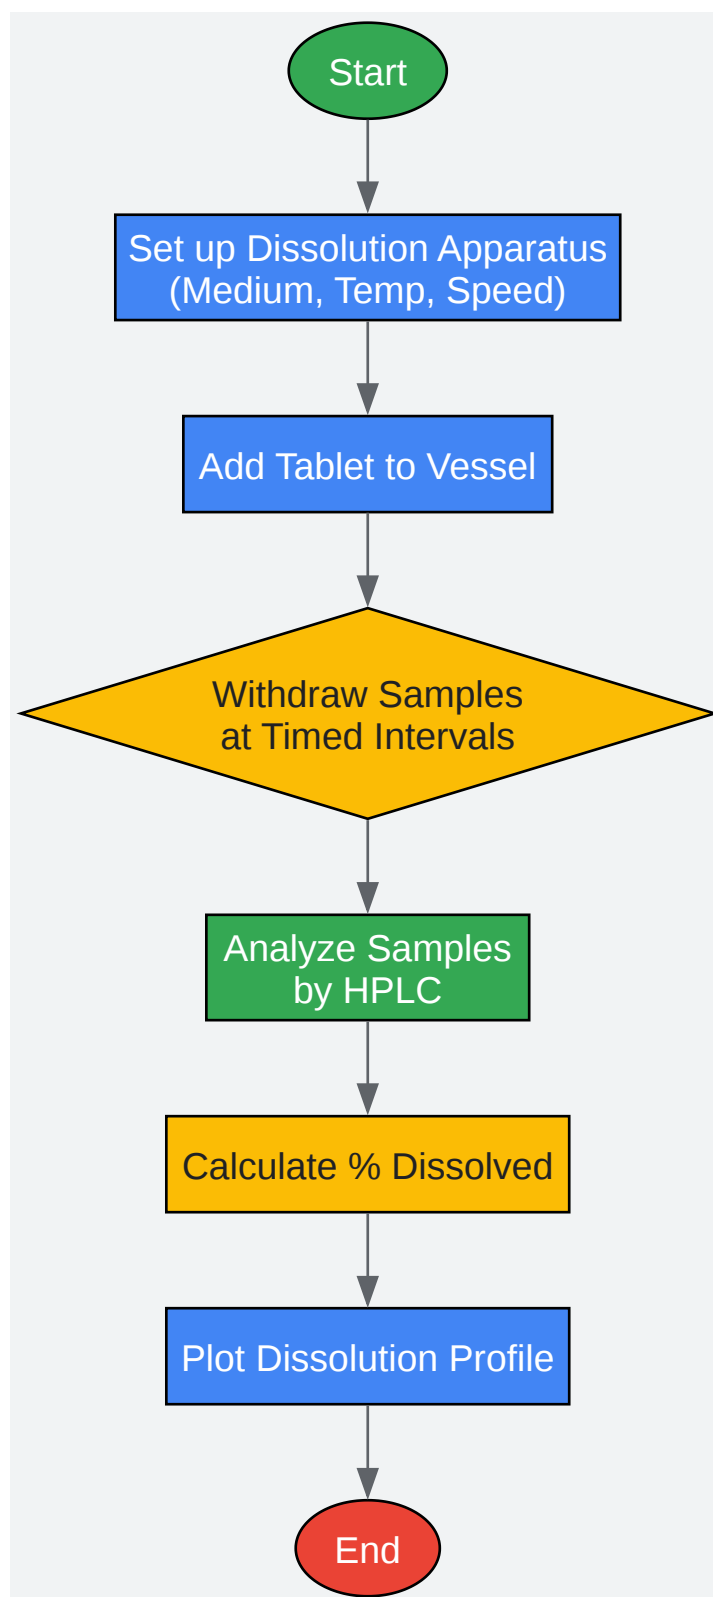 Start
Set up Dissolution Apparatus
(Medium, Temp, Speed)
Add Tablet to Vessel
Withdraw Samples
at Timed Intervals
Analyze Samples
by HPLC
Calculate % Dissolved
Plot Dissolution Profile
End